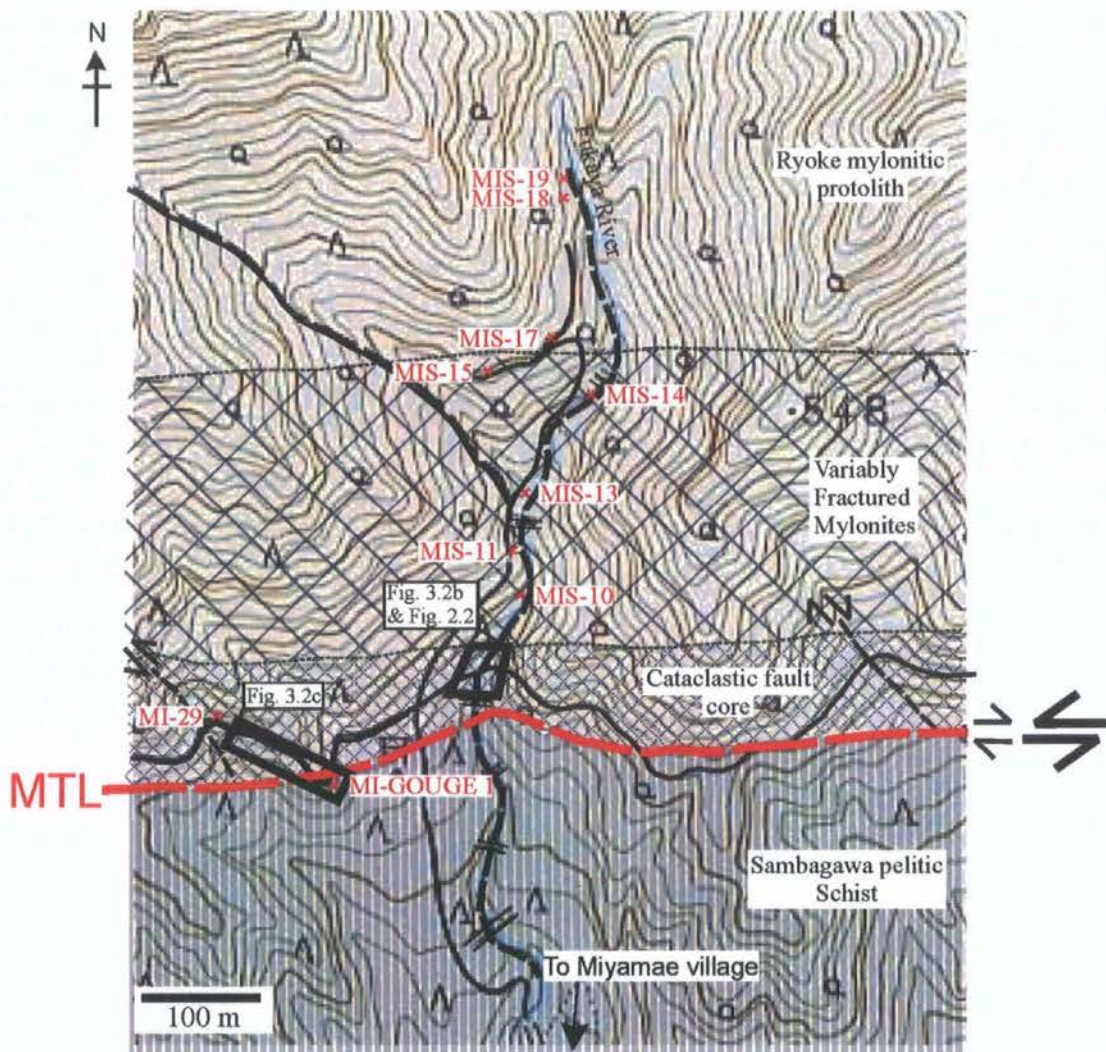 N
Fukaya River
Ryoke mylonitic
protolith
MIS-19
MIS-18
MIS-17
MIS-15
MIS-14
·548
Variably
Fractured
Mylonites
MIS-13
MIS-11
Fig. 3.2b
& Fig. 2.2
MIS-10
Cataclastic fault
core
Fig. 3.2c
MI-29
MTL
MI-GOUGE 1
Sambagawa pelitic
Schist
To Miyamae village
100 m